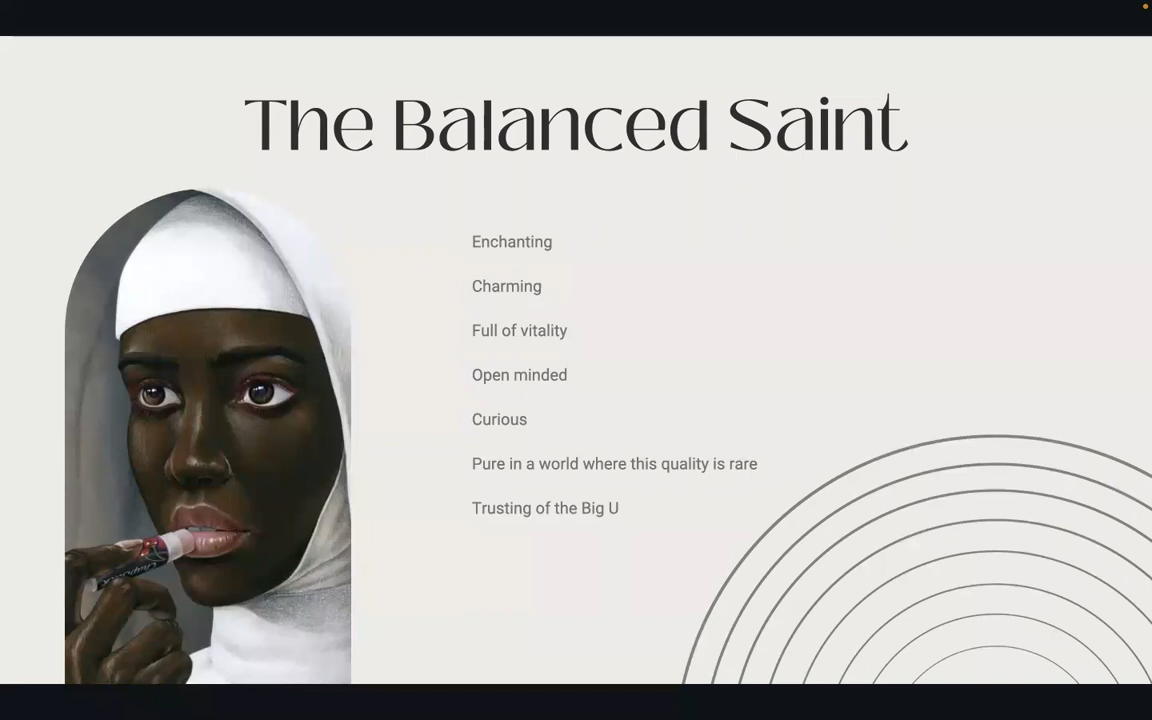 The Balanced Saint
Enchanting
Charming
Full of vitality
Open minded
Curious
Pure in a world where this quality is rare
Trusting of the Big U